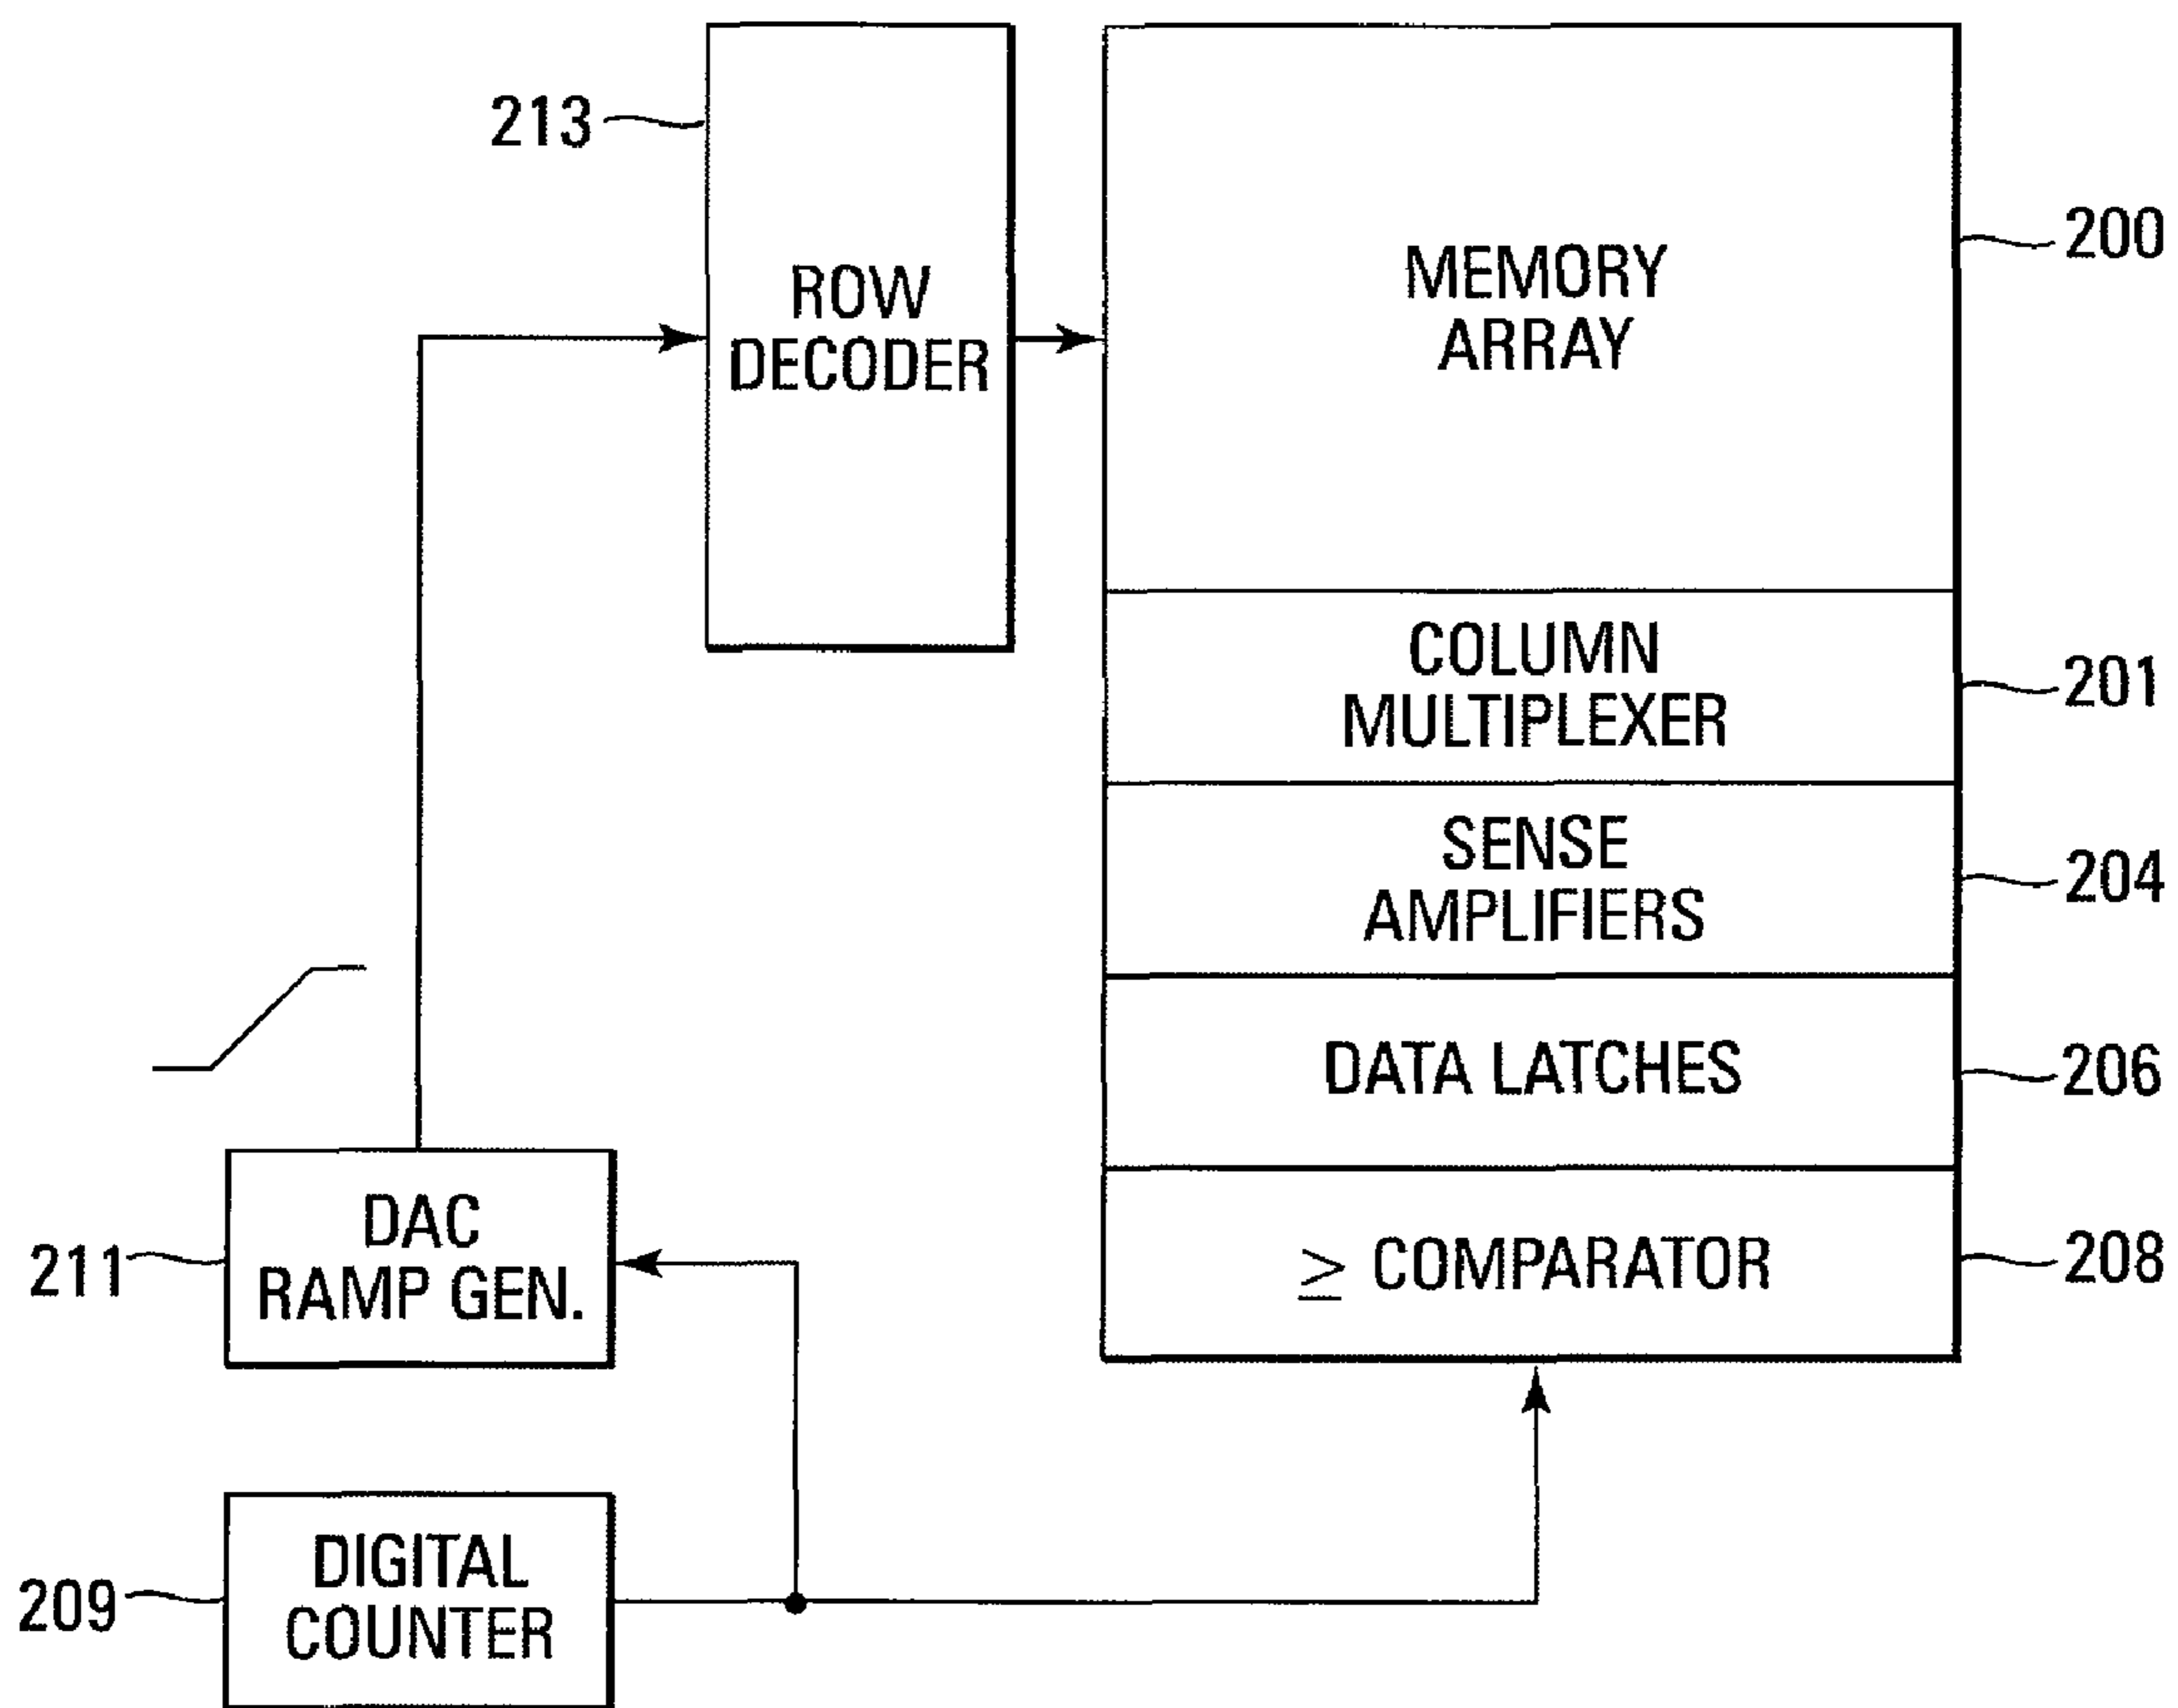 213
ROW
DECODER
MEMORY
ARRAY
200
COLUMN
MULTIPLEXER
201
SENSE
AMPLIFIERS
204
DATA LATCHES
206
≥ COMPARATOR
208
211
DAC
RAMP GEN.
209
DIGITAL
COUNTER